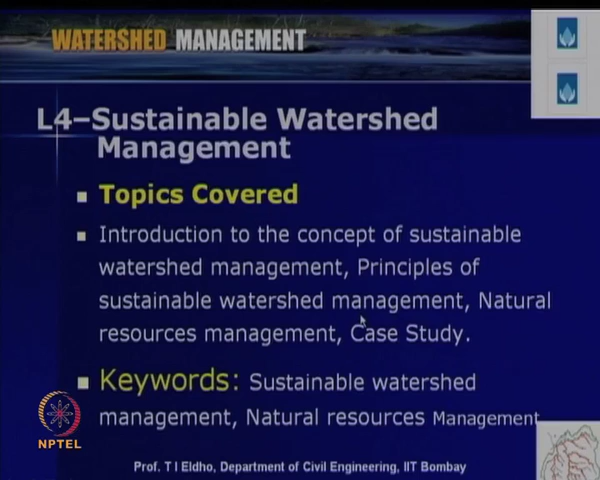 WATERSHED MANAGEMENT
L4–Sustainable Watershed
Management
Topics Covered
Introduction to the concept of sustainable
watershed management, Principles of
sustainable watershed management, Natural
resources management, Case Study.
Keywords: Sustainable watershed
management, Natural resources Management
NPTEL
Prof. T I Eldho, Department of Civil Engineering, IIT Bombay